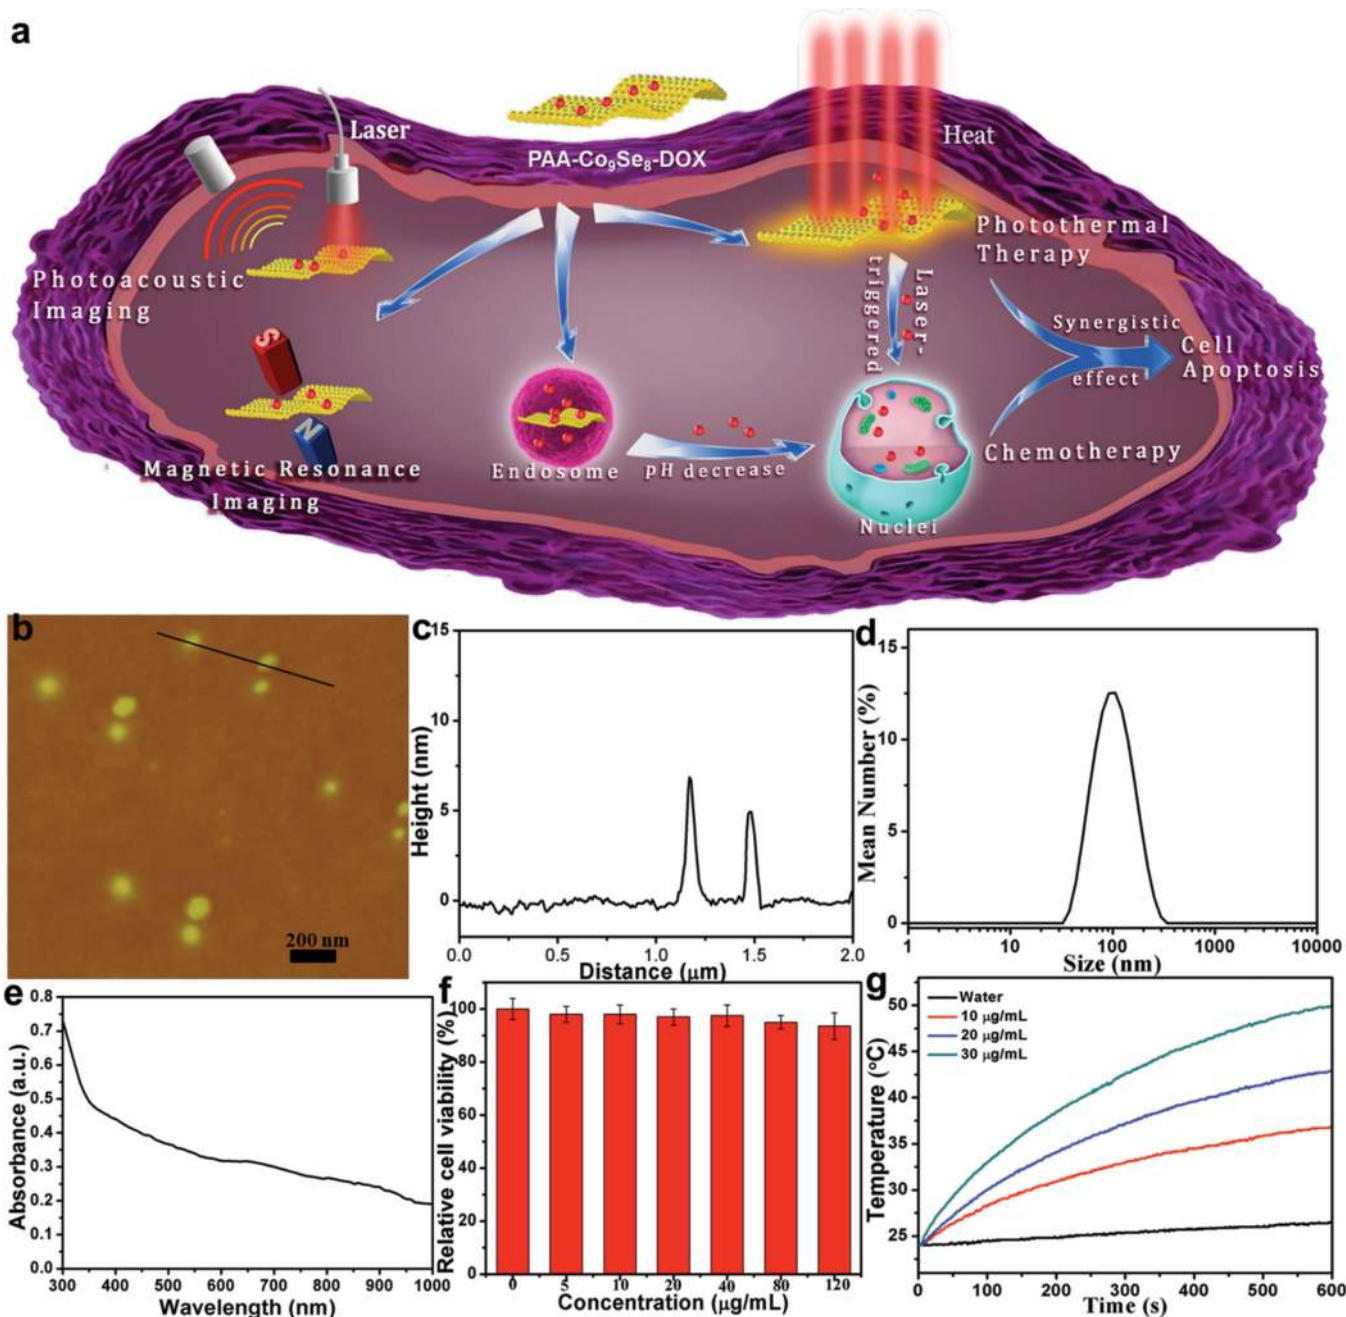 a
Laser
PAA-Co₉Se₈-DOX
Heat
Photoacoustic
Imaging
Photothermal
Therapy
Laser-
triggered
Synergistic
effect
Cell
Apoptosis
S
N
Magnetic Resonance
Imaging
Endosome
pH decrease
Nuclei
Chemotherapy
b
200 nm
c
15
10
5
0
Height (nm)
0.0 0.5 1.0 1.5 2.0
Distance (μm)
d
15
10
5
0
Mean Number (%)
1 10 100 1000 10000
Size (nm)
e
0.8
0.7
0.6
0.5
0.4
0.3
0.2
0.1
0.0
Absorbance (a.u.)
300 400 500 600 700 800 900 1000
Wavelength (nm)
f
100
80
60
40
20
0
Relative cell viability (%)
0 5 10 20 40 80 120
Concentration (μg/mL)
g
Water
10 μg/mL
20 μg/mL
30 μg/mL
50
45
40
35
30
25
Temperature (°C)
0 100 200 300 400 500 600
Time (s)